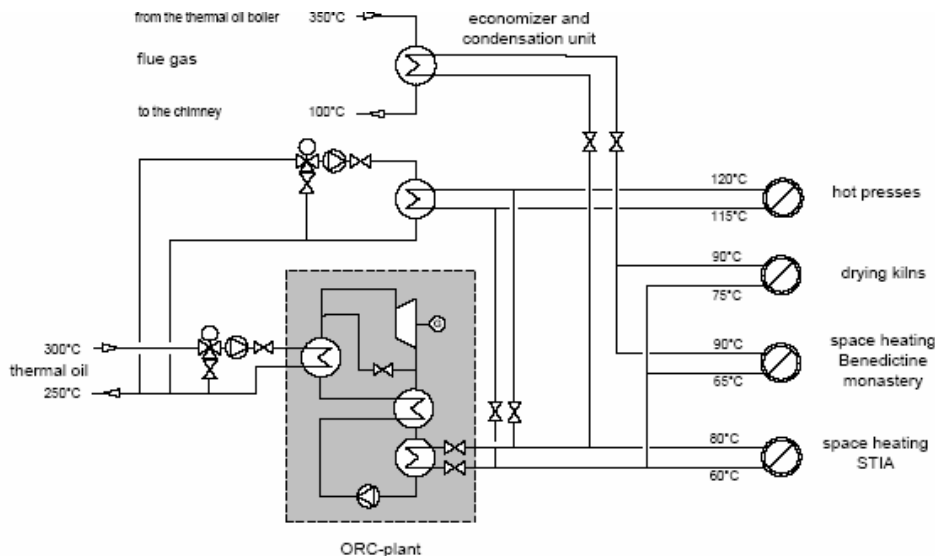 from the thermal oil boiler 350°C
economizer and
condensation unit
flue gas
to the chimney 100°C
120°C
hot presses
115°C
90°C
drying kilns
75°C
300°C
thermal oil
250°C
90°C
space heating
Benedictine
monastery
65°C
80°C
space heating
STIA
60°C
ORC-plant